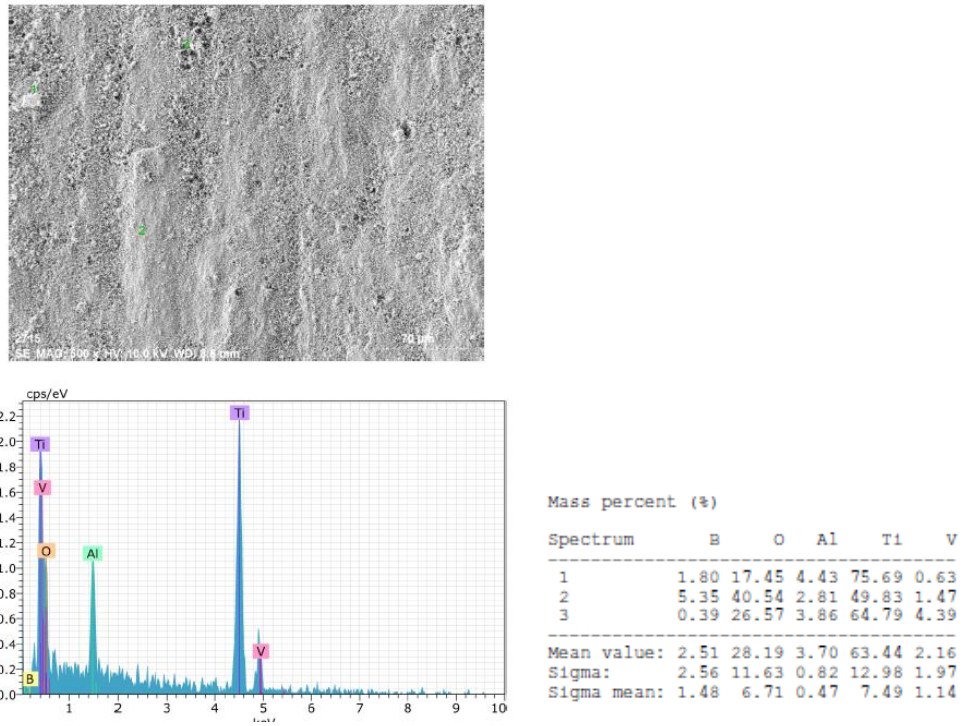 1
2
2715
70 µm
SE MAG: 500 x HV: 10.0 kV WD:
cps/eV
Ti
2.2
2.0
Ti
1.8
V
1.6
1.4
1.2
O
Al
1.0
0.8
0.6
0.4
V
0.2
B
0.0
1 2 3 4 5 6 7 8 9 10
keV
Mass percent (%)
Spectrum B O Al Ti V
1 1.80 17.45 4.43 75.69 0.63
2 5.35 40.54 2.81 49.83 1.47
3 0.39 26.57 3.86 64.79 4.39
Mean value: 2.51 28.19 3.70 63.44 2.16
Sigma: 2.56 11.63 0.82 12.98 1.97
Sigma mean: 1.48 6.71 0.47 7.49 1.14